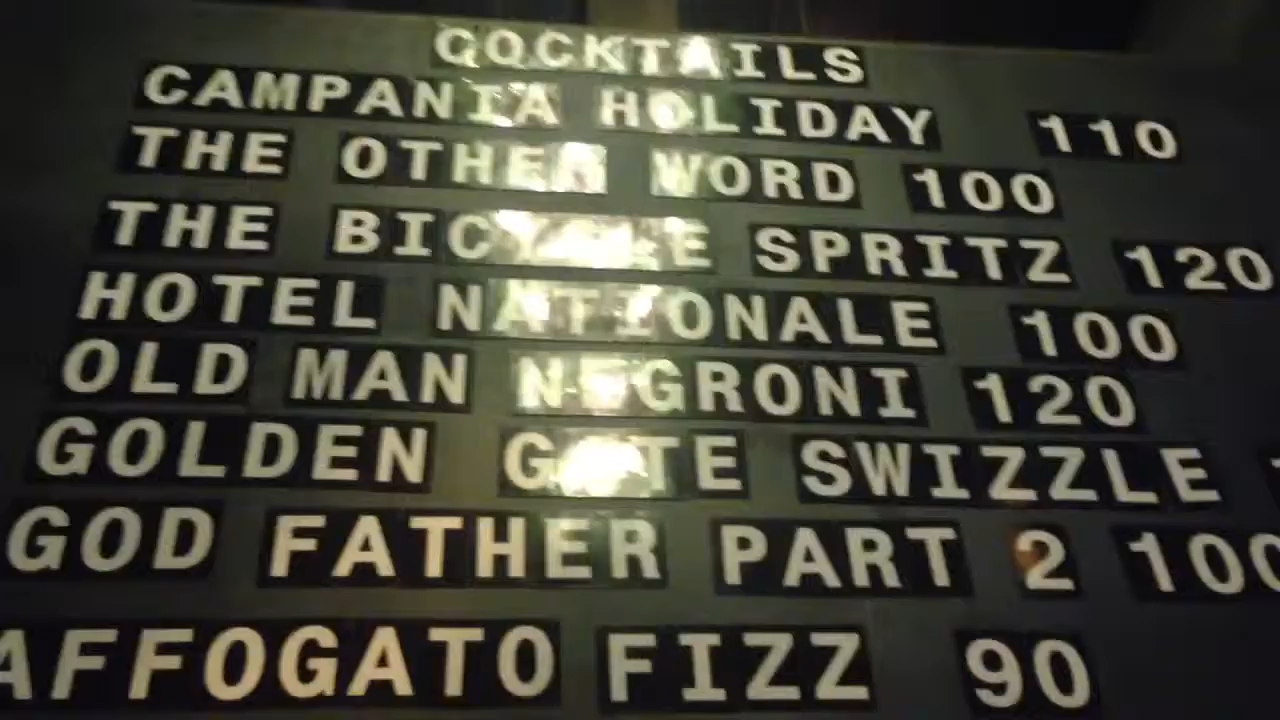 COCKTAILS
CAMPANIA HOLIDAY 110
THE OTHER WORD 100
THE BICYCLE SPRITZ 120
HOTEL NATIONALE 100
OLD MAN NEGRONI 120
GOLDEN GATE SWIZZLE
GOD FATHER PART 2 100
AFFOGATO FIZZ 90